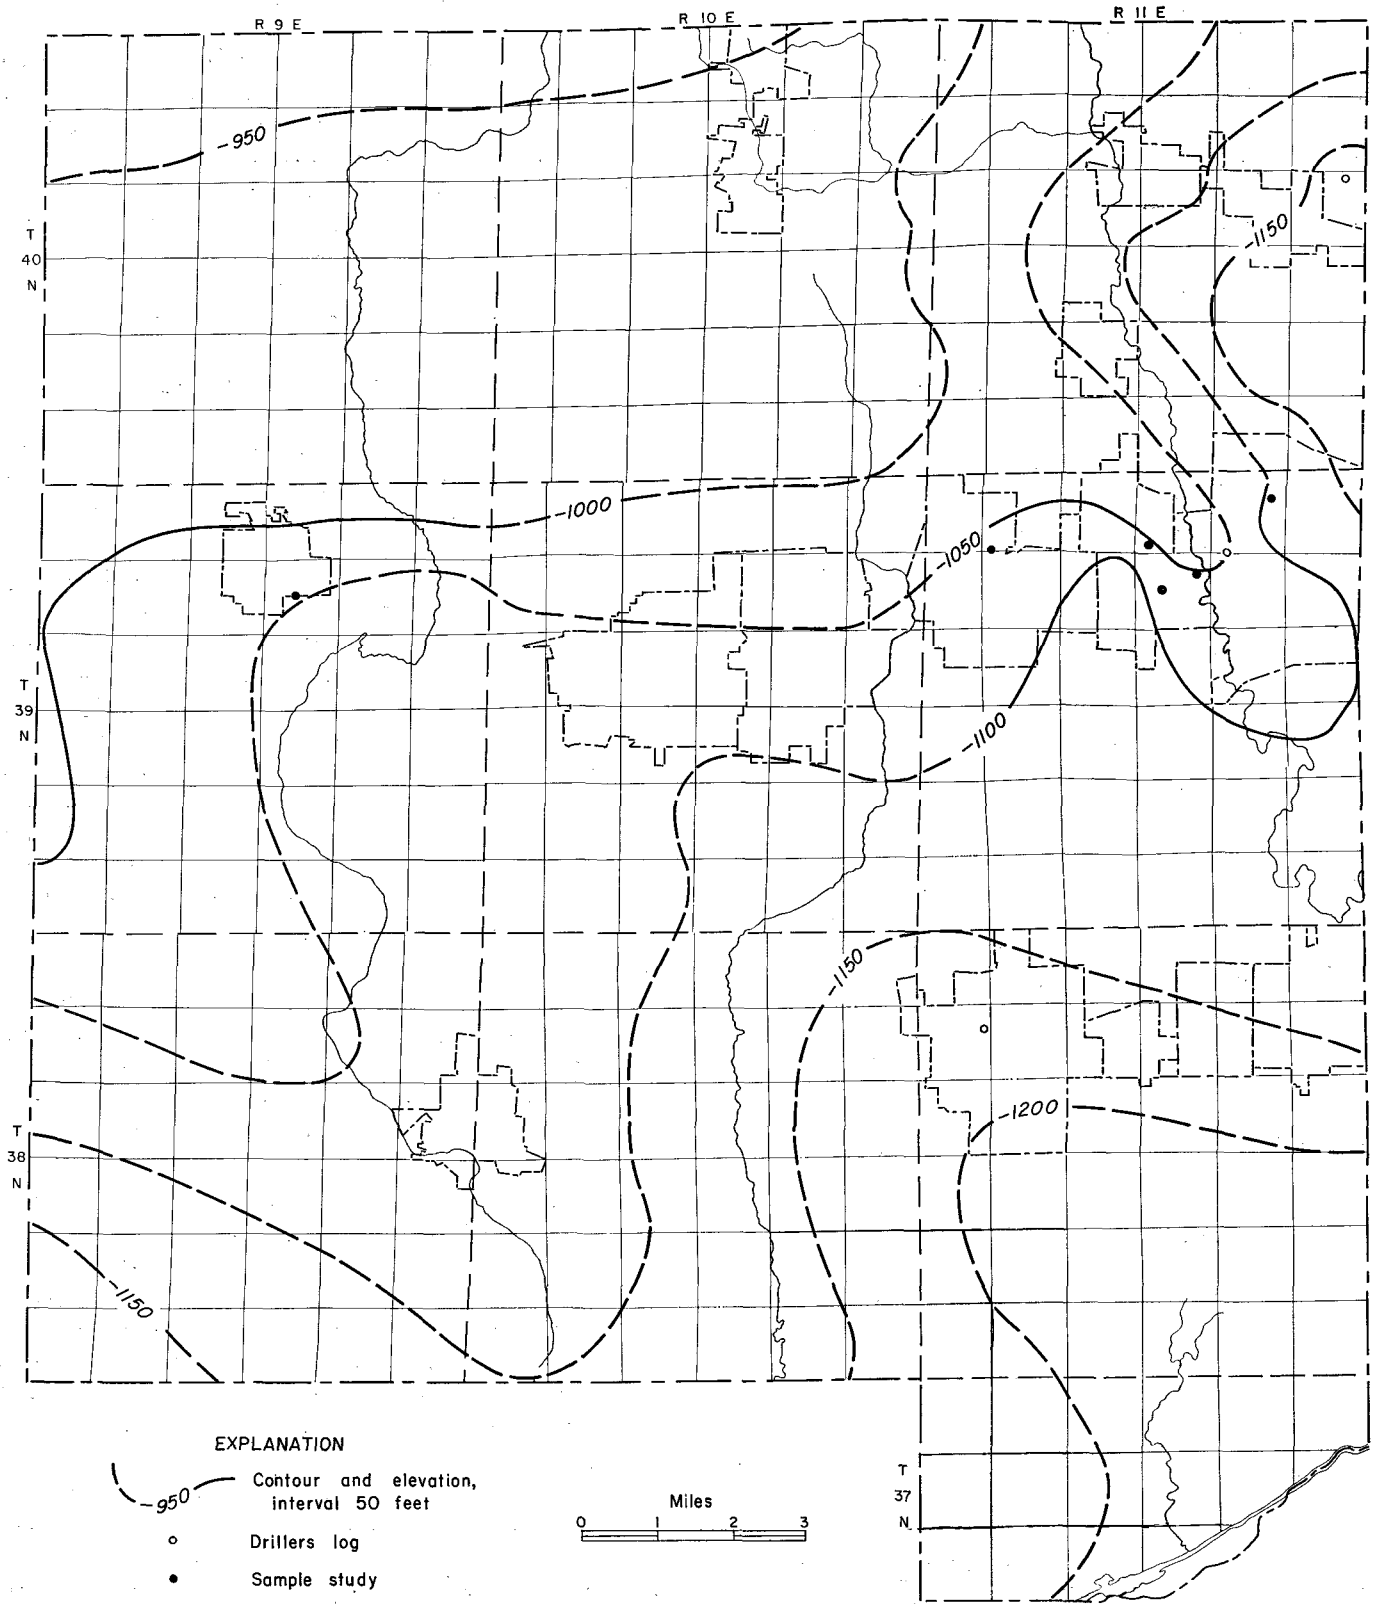 R 9 E
R 10 E
R 11 E
-950
-1150
T
40
N
-1000
-1050
T
39
N
-1100
-1150
-1200
T
38
N
-1150
EXPLANATION
-950
Contour and elevation,
interval 50 feet
Drillers log
Sample study
Miles
0 1 2 3
T
37
N